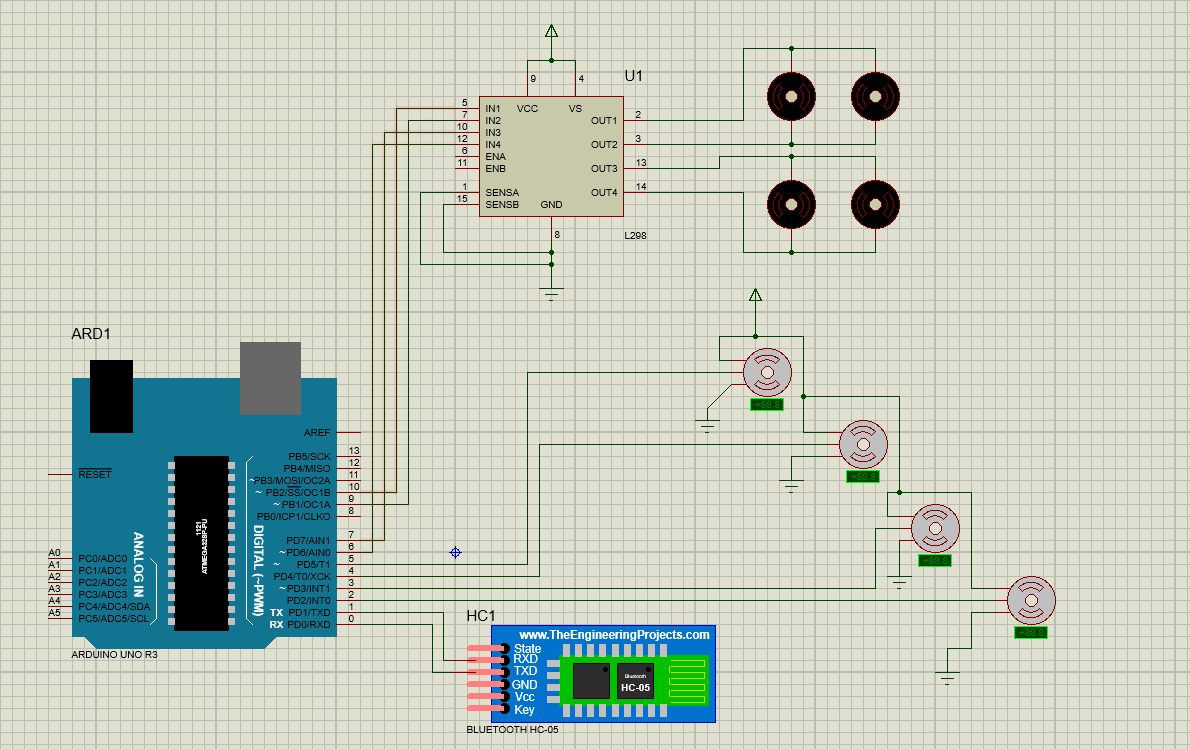 U1
9
4
VCC
VS
5
IN1
7
IN2
10
IN3
12
IN4
6
ENA
11
ENB
1
SENSA
15
SENSB
GND
8
OUT1
2
OUT2
3
OUT3
13
OUT4
14
L298
ARD1
RESET
AREF
PB5/SCK
13
PB4/MISO
12
~PB3/MOSI/OC2A
11
~ PB2/SS/OC1B
10
~ PB1/OC1A
9
PB0/ICP1/CLKO
8
PD7/AIN1
7
~ PD6/AIN0
6
~ PD5/T1
5
PD4/T0/XCK
4
~ PD3/INT1
3
PD2/INT0
2
TX PD1/TXD
1
RX PD0/RXD
0
1121
ATMEGA328P-PU
DIGITAL (~PWM)
ANALOG IN
A0
PC0/ADC0
A1
PC1/ADC1
A2
PC2/ADC2
A3
PC3/ADC3
A4
PC4/ADC4/SDA
A5
PC5/ADC5/SCL
ARDUINO UNO R3
HC1
www.TheEngineeringProjects.com
State
RXD
TXD
GND
Vcc
Key
Bluetooth
HC-05
BLUETOOTH HC-05